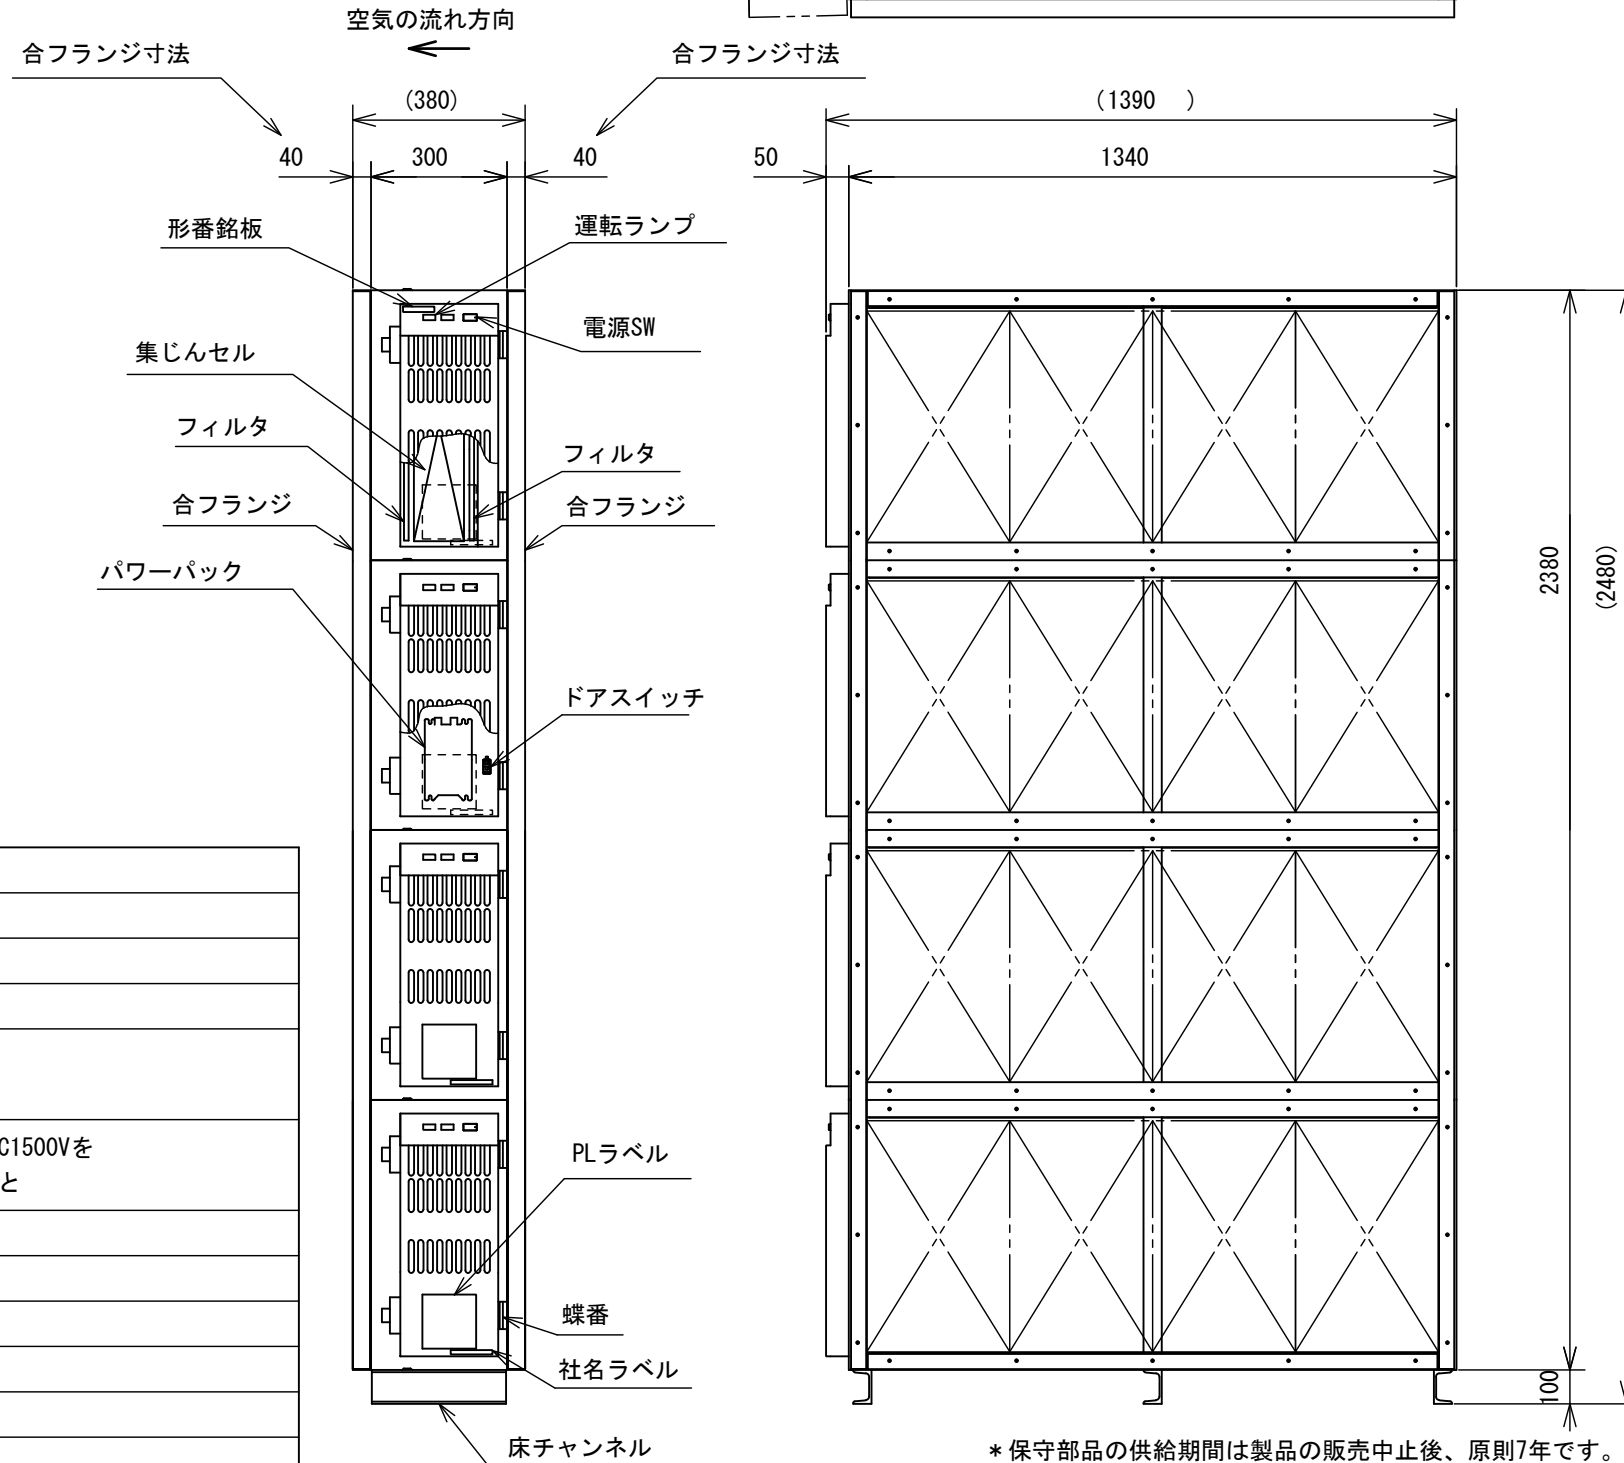 空気の流れ方向
合フランジ寸法
合フランジ寸法
(380)
(1390 )
40
300
40
50
1340
形番銘板
運転ランプ
電源SW
集じんセル
フィルタ
フィルタ
合フランジ
合フランジ
パワーパック
2380
(2480)
ドアスイッチ
C1500Vを
と
PLラベル
蝶番
社名ラベル
100
床チャンネル
*保守部品の供給期間は製品の販売中止後、原則7年です。